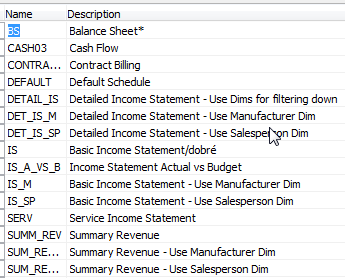 Name Description
BS Balance Sheet*
CASH03 Cash Flow
CONTRA... Contract Billing
DEFAULT Default Schedule
DETAIL_IS Detailed Income Statement - Use Dims for filtering down
DET_IS_M Detailed Income Statement - Use Manufacturer Dim
DET_IS_SP Detailed Income Statement - Use Salesperson Dim
IS Basic Income Statement/dobré
IS_A_VS_B Income Statement Actual vs Budget
IS_M Basic Income Statement - Use Manufacturer Dim
IS_SP Basic Income Statement - Use Salesperson Dim
SERV Service Income Statement
SUMM_REV Summary Revenue
SUMM_RE... Summary Revenue - Use Manufacturer Dim
SUMM_RE... Summary Revenue - Use Salesperson Dim